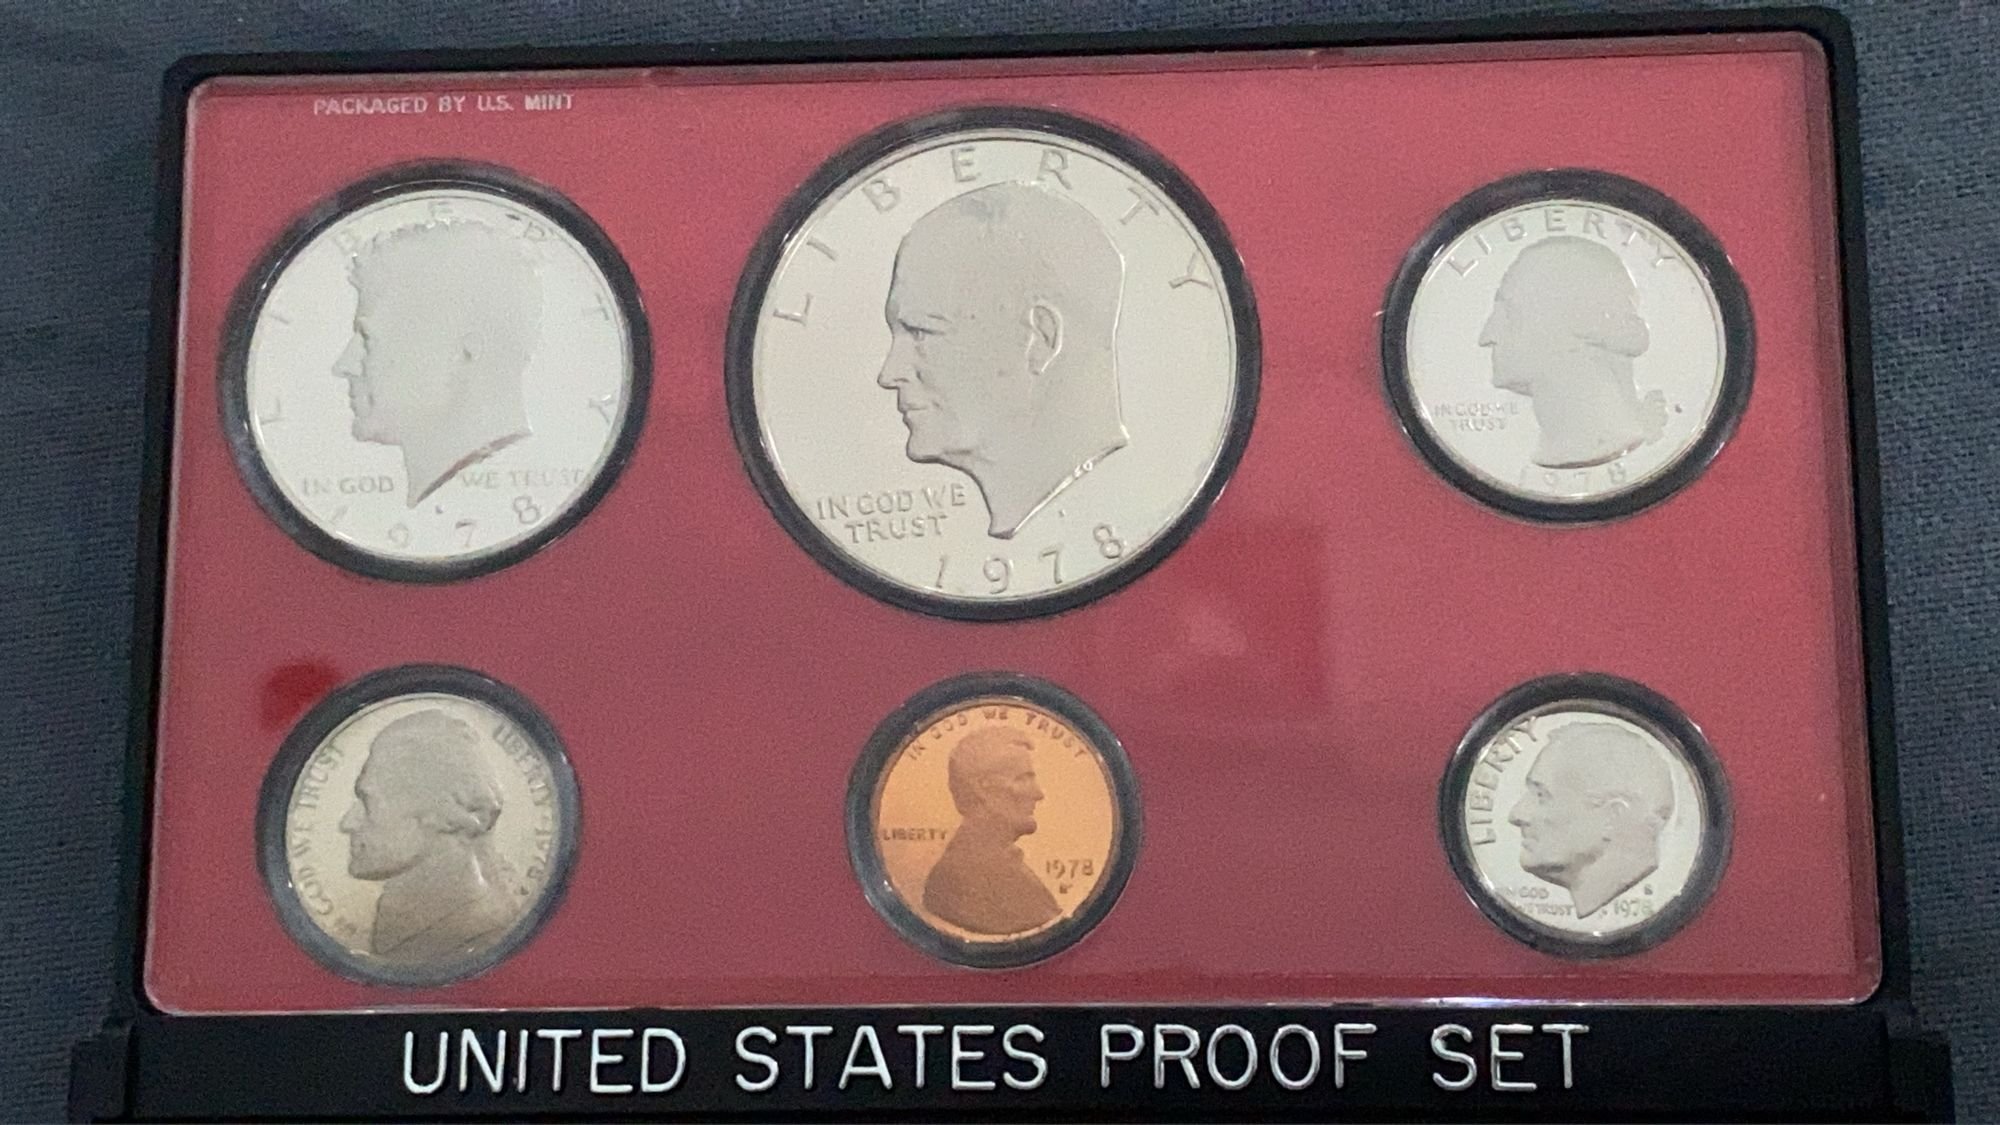 PACKAGED BY U.S. MINT
LIBERTY
IN GOD WE TRUST
1978
LIBERTY
IN GOD WE
TRUST
1978
LIBERTY
IN GOD WE
TRUST
1978
IN GOD WE TRUST
LIBERTY 1978
IN GOD WE TRUST
LIBERTY
1978
LIBERTY
IN GOD
WE TRUST
S
1978
UNITED STATES PROOF SET